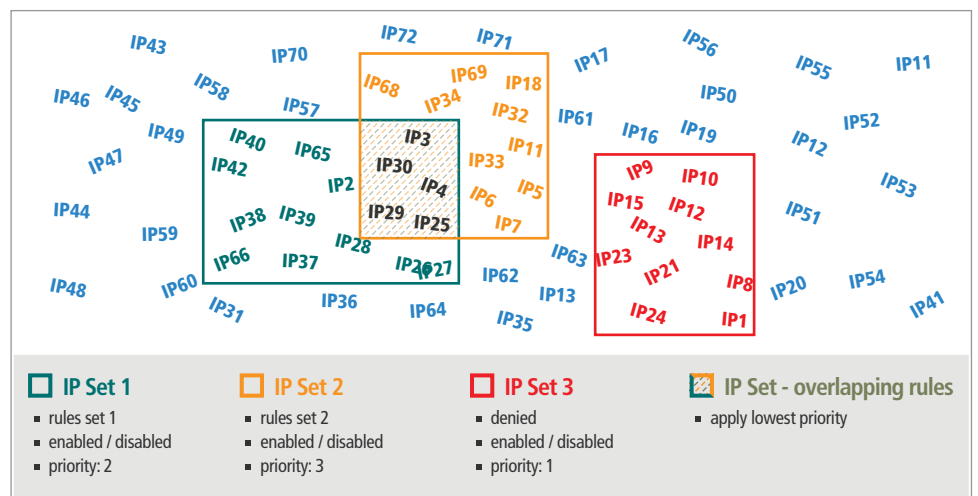 IP43
IP70
IP72
IP71
IP17
IP56
IP55
IP11
IP46
IP45
IP58
IP57
IP68
IP34
IP69
IP18
IP32
IP61
IP50
IP52
IP49
IP47
IP40
IP65
IP3
IP33
IP11
IP16
IP19
IP12
IP42
IP2
IP30
IP4
IP6
IP5
IP9
IP10
IP53
IP44
IP38
IP39
IP29
IP25
IP7
IP15
IP12
IP13
IP14
IP51
IP59
IP66
IP37
IP28
IP26
IP27
IP63
IP23
IP21
IP8
IP48
IP60
IP31
IP36
IP64
IP62
IP13
IP35
IP24
IP1
IP20
IP54
IP41
IP Set 1
▪ rules set 1
▪ enabled / disabled
▪ priority: 2
IP Set 2
▪ rules set 2
▪ enabled / disabled
▪ priority: 3
IP Set 3
▪ denied
▪ enabled / disabled
▪ priority: 1
IP Set - overlapping rules
▪ apply lowest priority